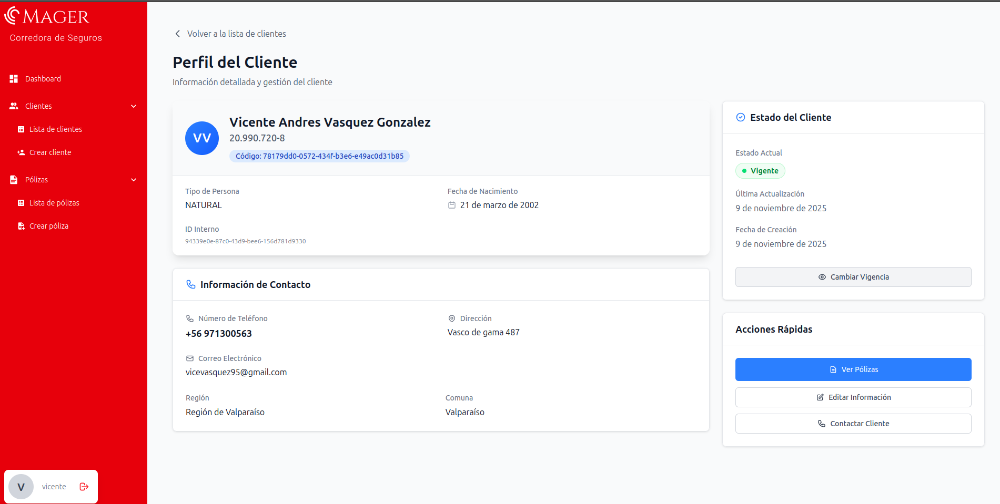 MAGER
Corredora de Seguros
Dashboard
Clientes
Lista de clientes
Crear cliente
Pólizas
Lista de pólizas
Crear póliza
V
vicente
Volver a la lista de clientes
Perfil del Cliente
Información detallada y gestión del cliente
VV
Vicente Andres Vasquez Gonzalez
20.990.720-8
Código: 78179dd0-0572-434f-b3e6-e49ac0d31b85
Tipo de Persona
NATURAL
Fecha de Nacimiento
21 de marzo de 2002
ID Interno
94339e0e-87c0-43d9-bee6-156d781d9330
Información de Contacto
Número de Teléfono
+56 971300563
Dirección
Vasco de gama 487
Correo Electrónico
vicevasquez95@gmail.com
Región
Región de Valparaíso
Comuna
Valparaíso
Estado del Cliente
Estado Actual
Vigente
Última Actualización
9 de noviembre de 2025
Fecha de Creación
9 de noviembre de 2025
Cambiar Vigencia
Acciones Rápidas
Ver Pólizas
Editar Información
Contactar Cliente